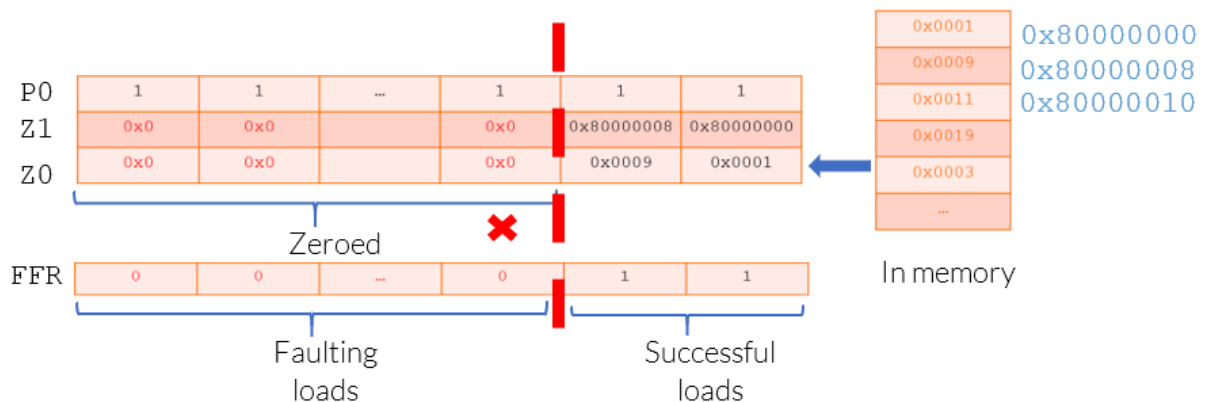 0x0001 0x80000000
0x0009 0x80000008
0x0011 0x80000010
0x0019
0x0003
...
In memory
P0 1 1 ... 1 1 1
Z1 0x0 0x0 0x0 0x80000008 0x80000000
Z0 0x0 0x0 0x0 0x0009 0x0001
Zeroed
FFR 0 0 ... 0 1 1
Faulting
loads
Successful
loads